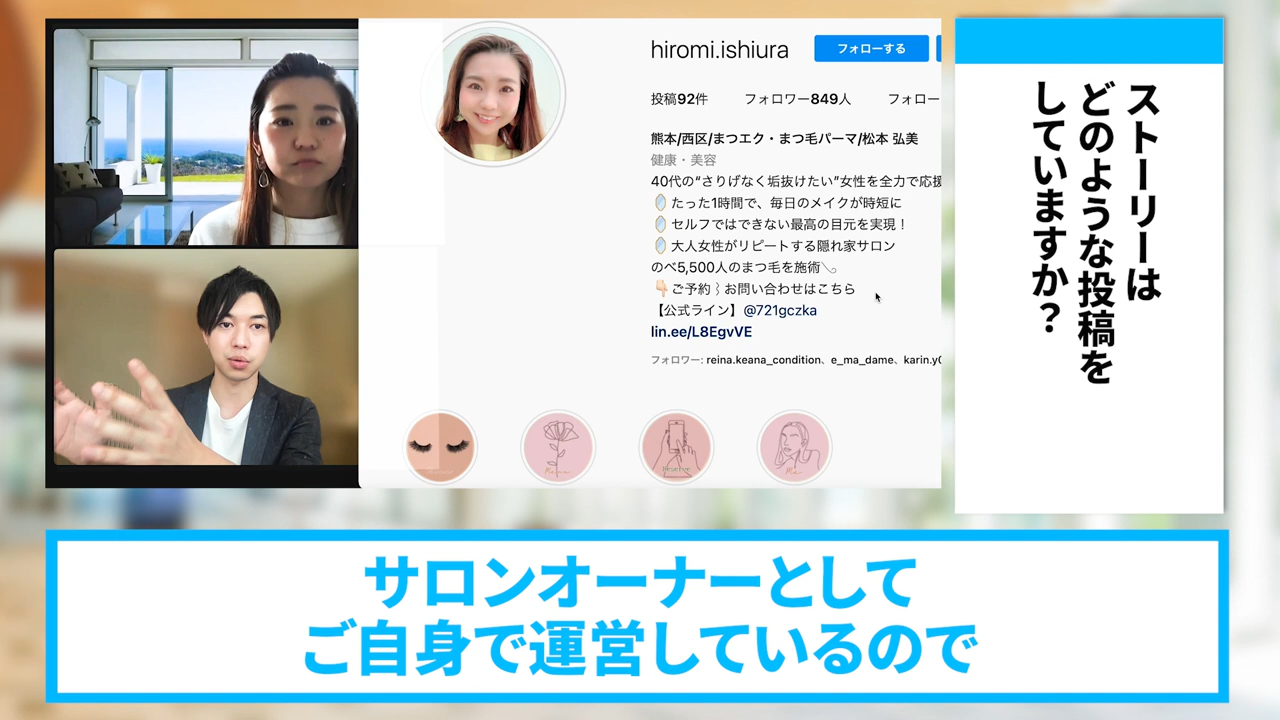 hiromi.ishiura
フォローする
投稿92件 フォロワー849人 フォロー
熊本/西区/まつエク・まつ毛パーマ/松本 弘美
健康・美容
40代の“さりげなく垢抜けたい”女性を全力で応援
🪞たった1時間で、毎日のメイクが時短に
🪞セルフではできない最高の目元を実現！
🪞大人女性がリピートする隠れ家サロン
のべ5,500人のまつ毛を施術
👇🏻ご予約 ⌇ お問い合わせはこちら
【公式ライン】@721gczka
lin.ee/L8EgvVE
フォロワー: reina.keana_condition、e_ma_dame、karin.y
Reserve
ストーリーは
どのような投稿を
していますか？
サロンオーナーとして
ご自身で運営しているので